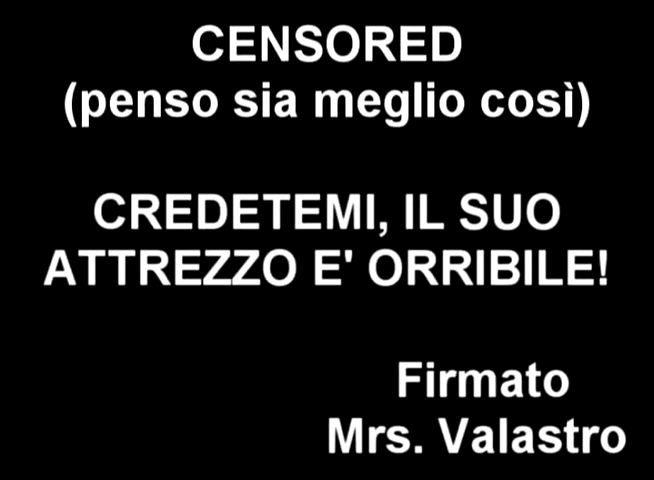 CENSORED
(penso sia meglio così)
CREDETEMI, IL SUO
ATTREZZO E' ORRIBILE!
Firmato
Mrs. Valastro